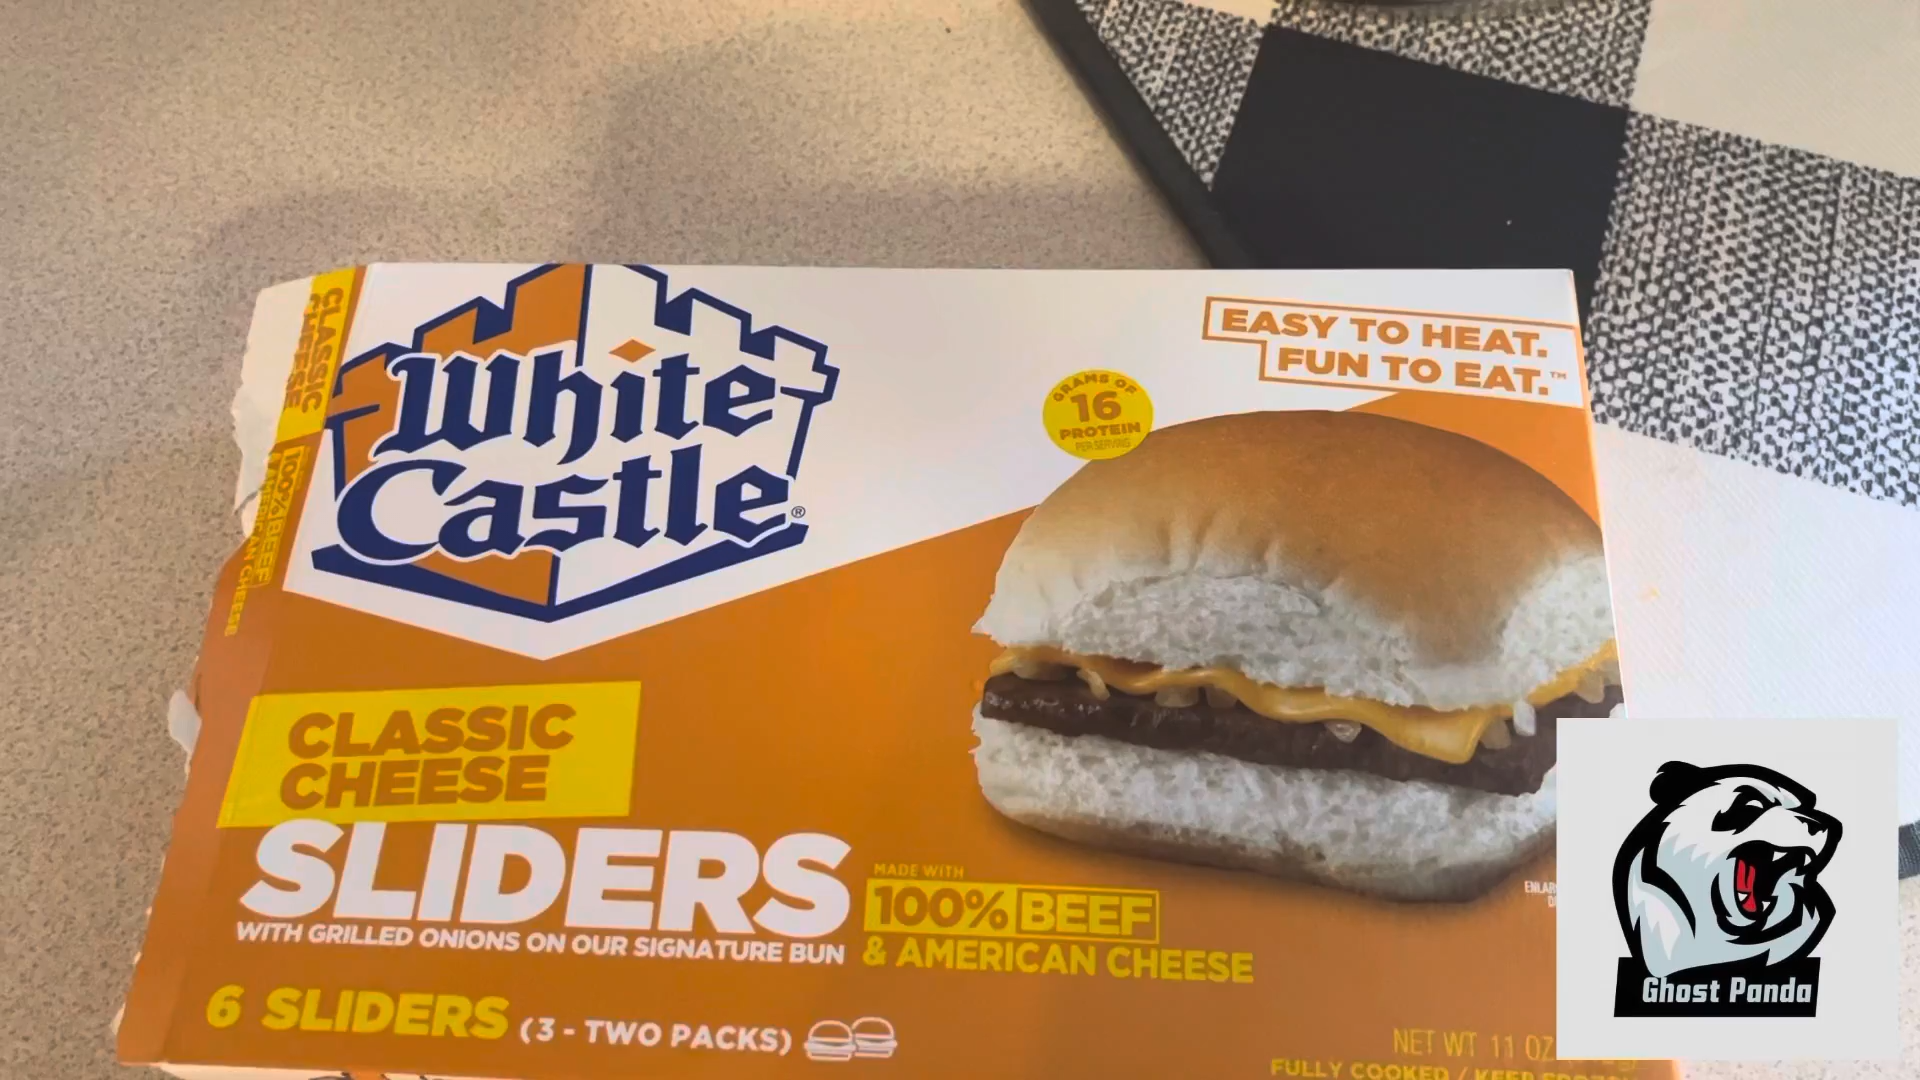 CLASSIC
CHEESE
100% BEEF
AMERICAN CHEESE
White
Castle®
EASY TO HEAT.
FUN TO EAT.™
GRAMS OF
16
PROTEIN
PER SERVING
CLASSIC
CHEESE
SLIDERS
WITH GRILLED ONIONS ON OUR SIGNATURE BUN
MADE WITH
100% BEEF
& AMERICAN CHEESE
6 SLIDERS (3 - TWO PACKS)
NET WT 11 OZ
FULLY COOKED / KEEP FROZEN
Ghost Panda